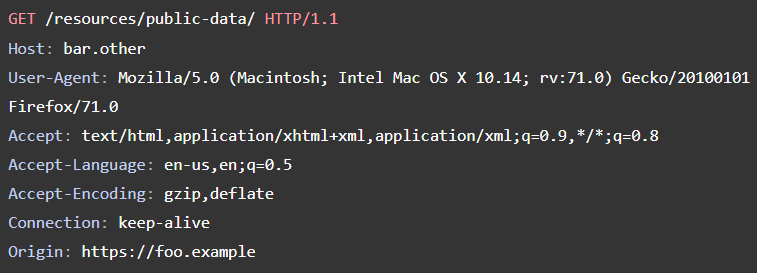 GET /resources/public-data/ HTTP/1.1
Host: bar.other
User-Agent: Mozilla/5.0 (Macintosh; Intel Mac OS X 10.14; rv:71.0) Gecko/20100101
Firefox/71.0
Accept: text/html,application/xhtml+xml,application/xml;q=0.9,*/*;q=0.8
Accept-Language: en-us,en;q=0.5
Accept-Encoding: gzip,deflate
Connection: keep-alive
Origin: https://foo.example